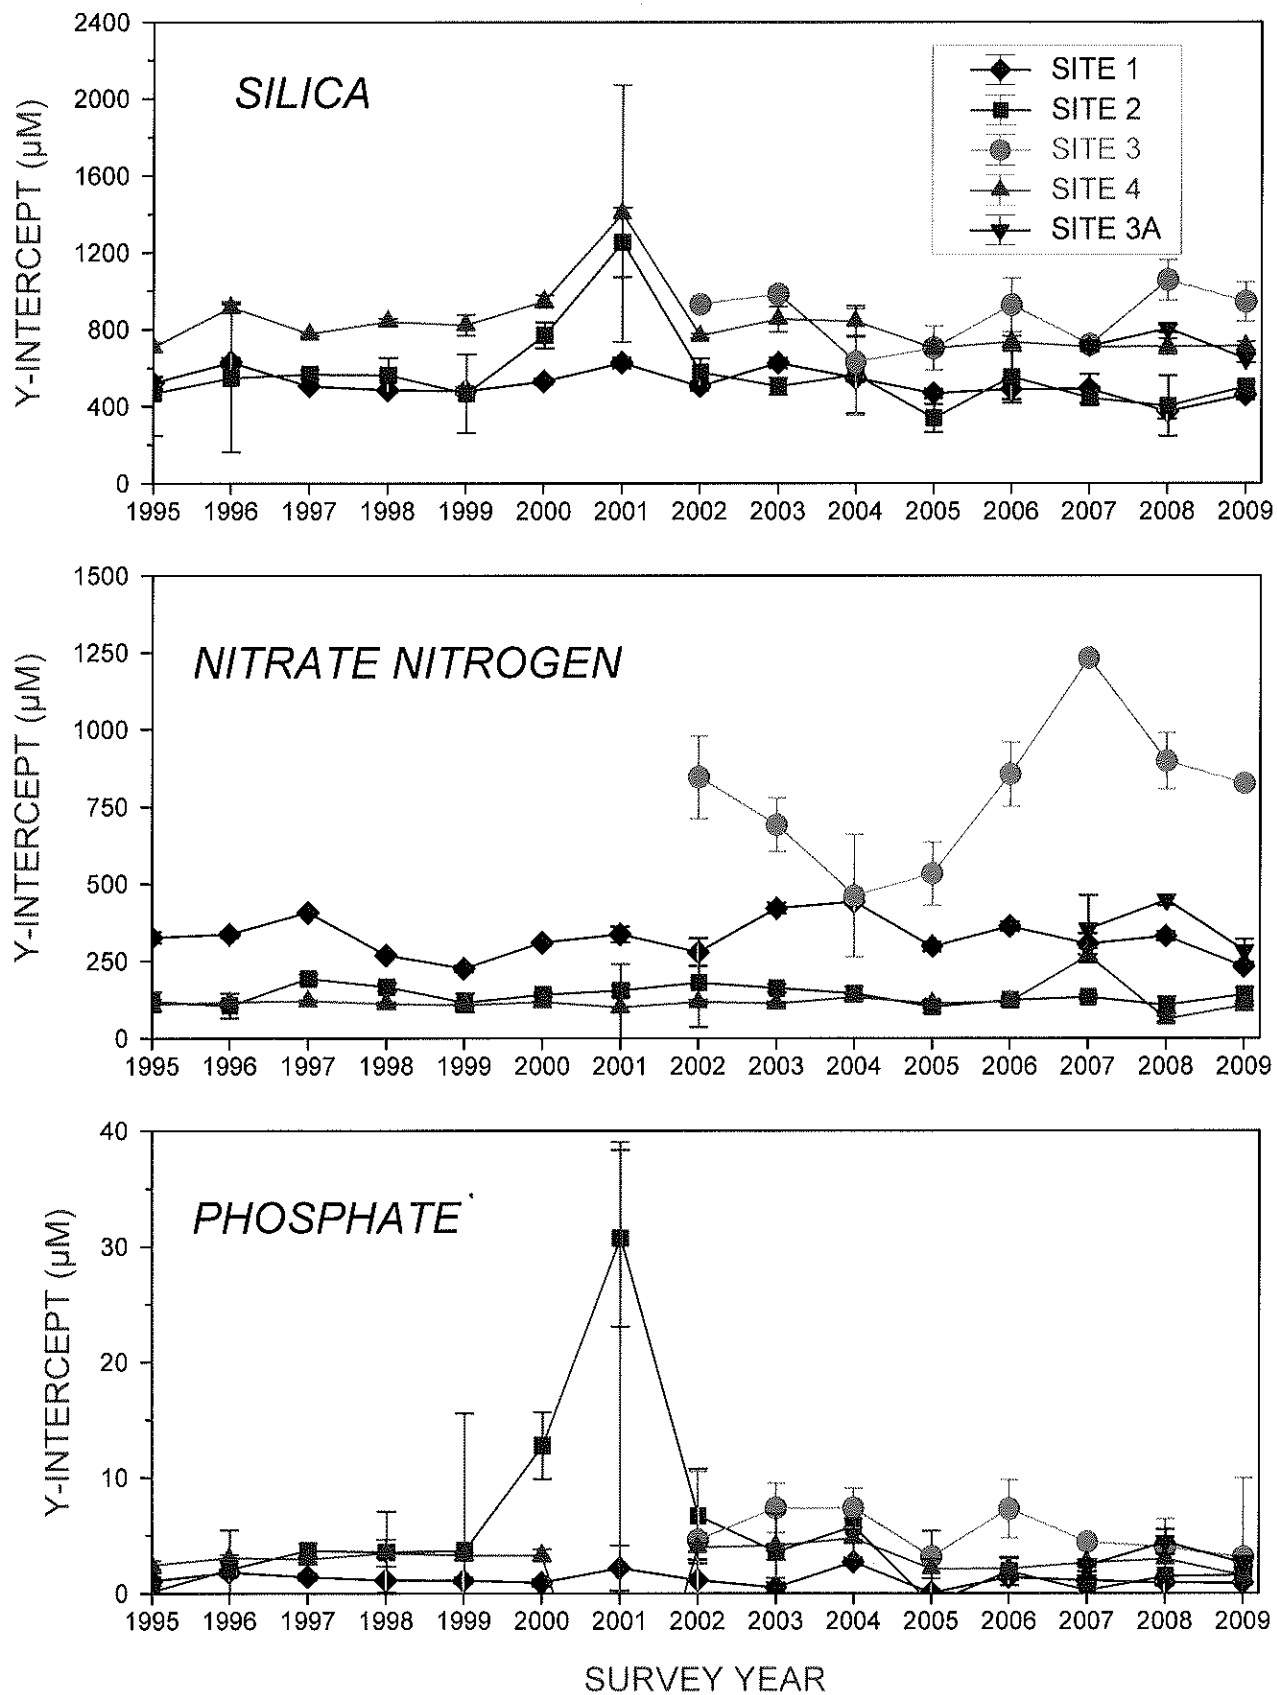 2400
2000
1600
1200
800
400
0
Y-INTERCEPT (µM)
SILICA
SITE 1
SITE 2
SITE 3
SITE 4
SITE 3A
1995 1996 1997 1998 1999 2000 2001 2002 2003 2004 2005 2006 2007 2008 2009
1500
1250
1000
750
500
250
0
Y-INTERCEPT (µM)
NITRATE NITROGEN
1995 1996 1997 1998 1999 2000 2001 2002 2003 2004 2005 2006 2007 2008 2009
40
30
20
10
0
Y-INTERCEPT (µM)
PHOSPHATE
1995 1996 1997 1998 1999 2000 2001 2002 2003 2004 2005 2006 2007 2008 2009
SURVEY YEAR